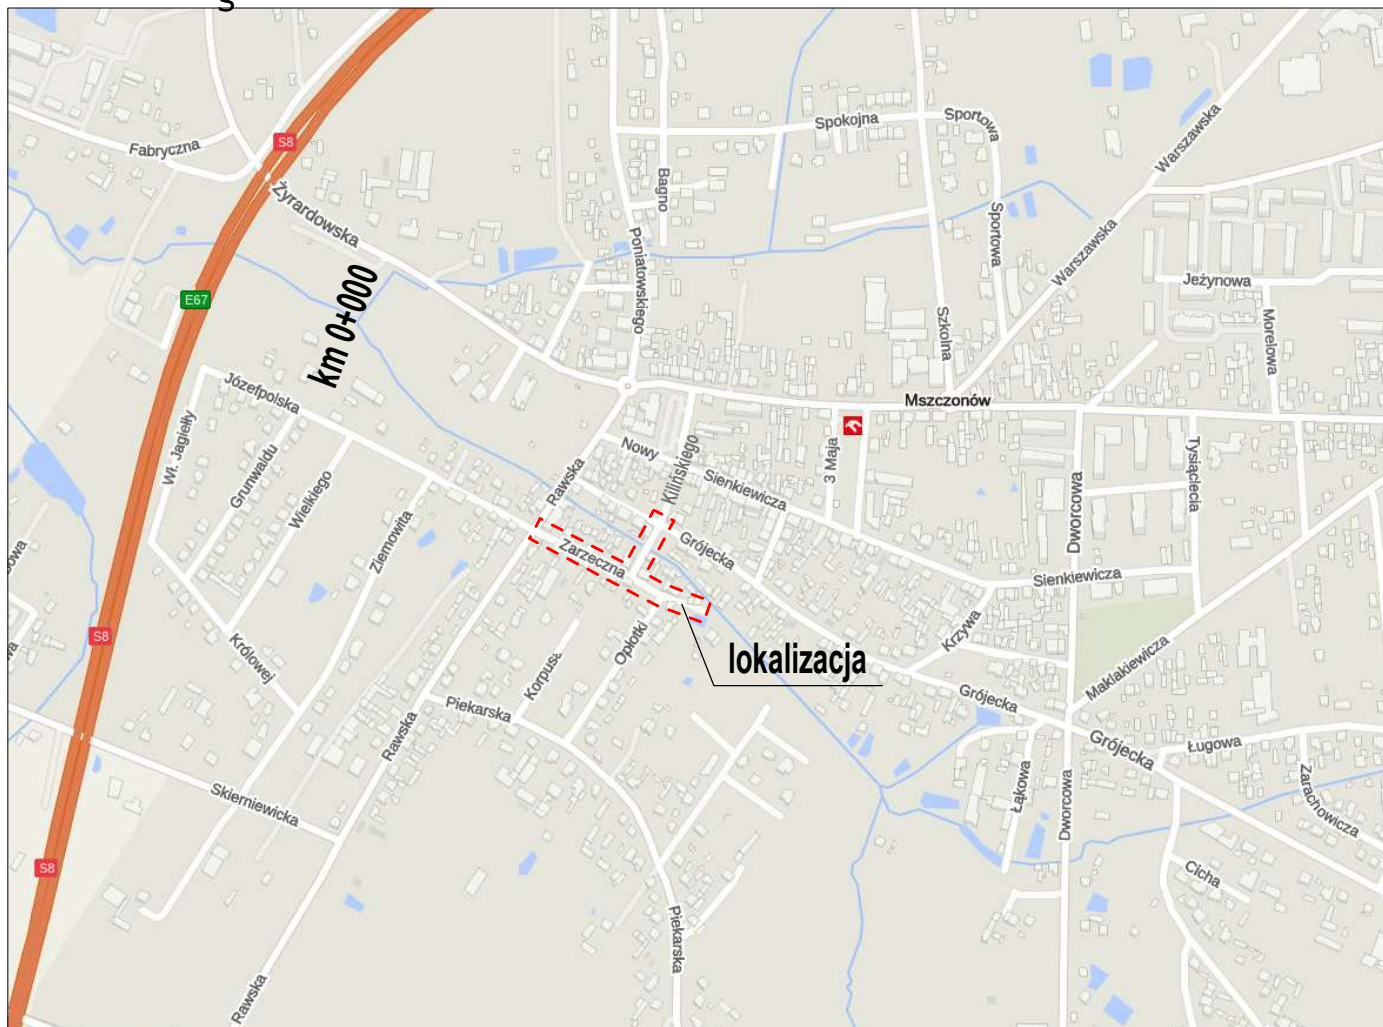 S8
Fabryczna
Żyrardowska
Spokojna
Sportowa
Warszawska
Bagno
Poniatowskiego
Sportowa
Warszawska
Jeżynowa
Morelowa
Szkolna
E67
km 0+000
Józefpolska
Wł. Jagiełły
Grunwaldu
Wielkiego
Ziemowita
Rawska
Nowy
Kilińskiego
Sienkiewicza
3 Maja
Mszczonów
Tysiąclecia
Dworcowa
Zarzeczna
Grójecka
Sienkiewicza
Krzywa
Maklakiewicza
S8
Królowej
Opłotki
Korpusa
lokalizacja
Piekarska
Rawska
Grójecka
Grójecka
Ługowa
Zarachowicza
Łąkowa
Dworcowa
Skierniewicka
S8
Cicha
Piekarska
Rawska